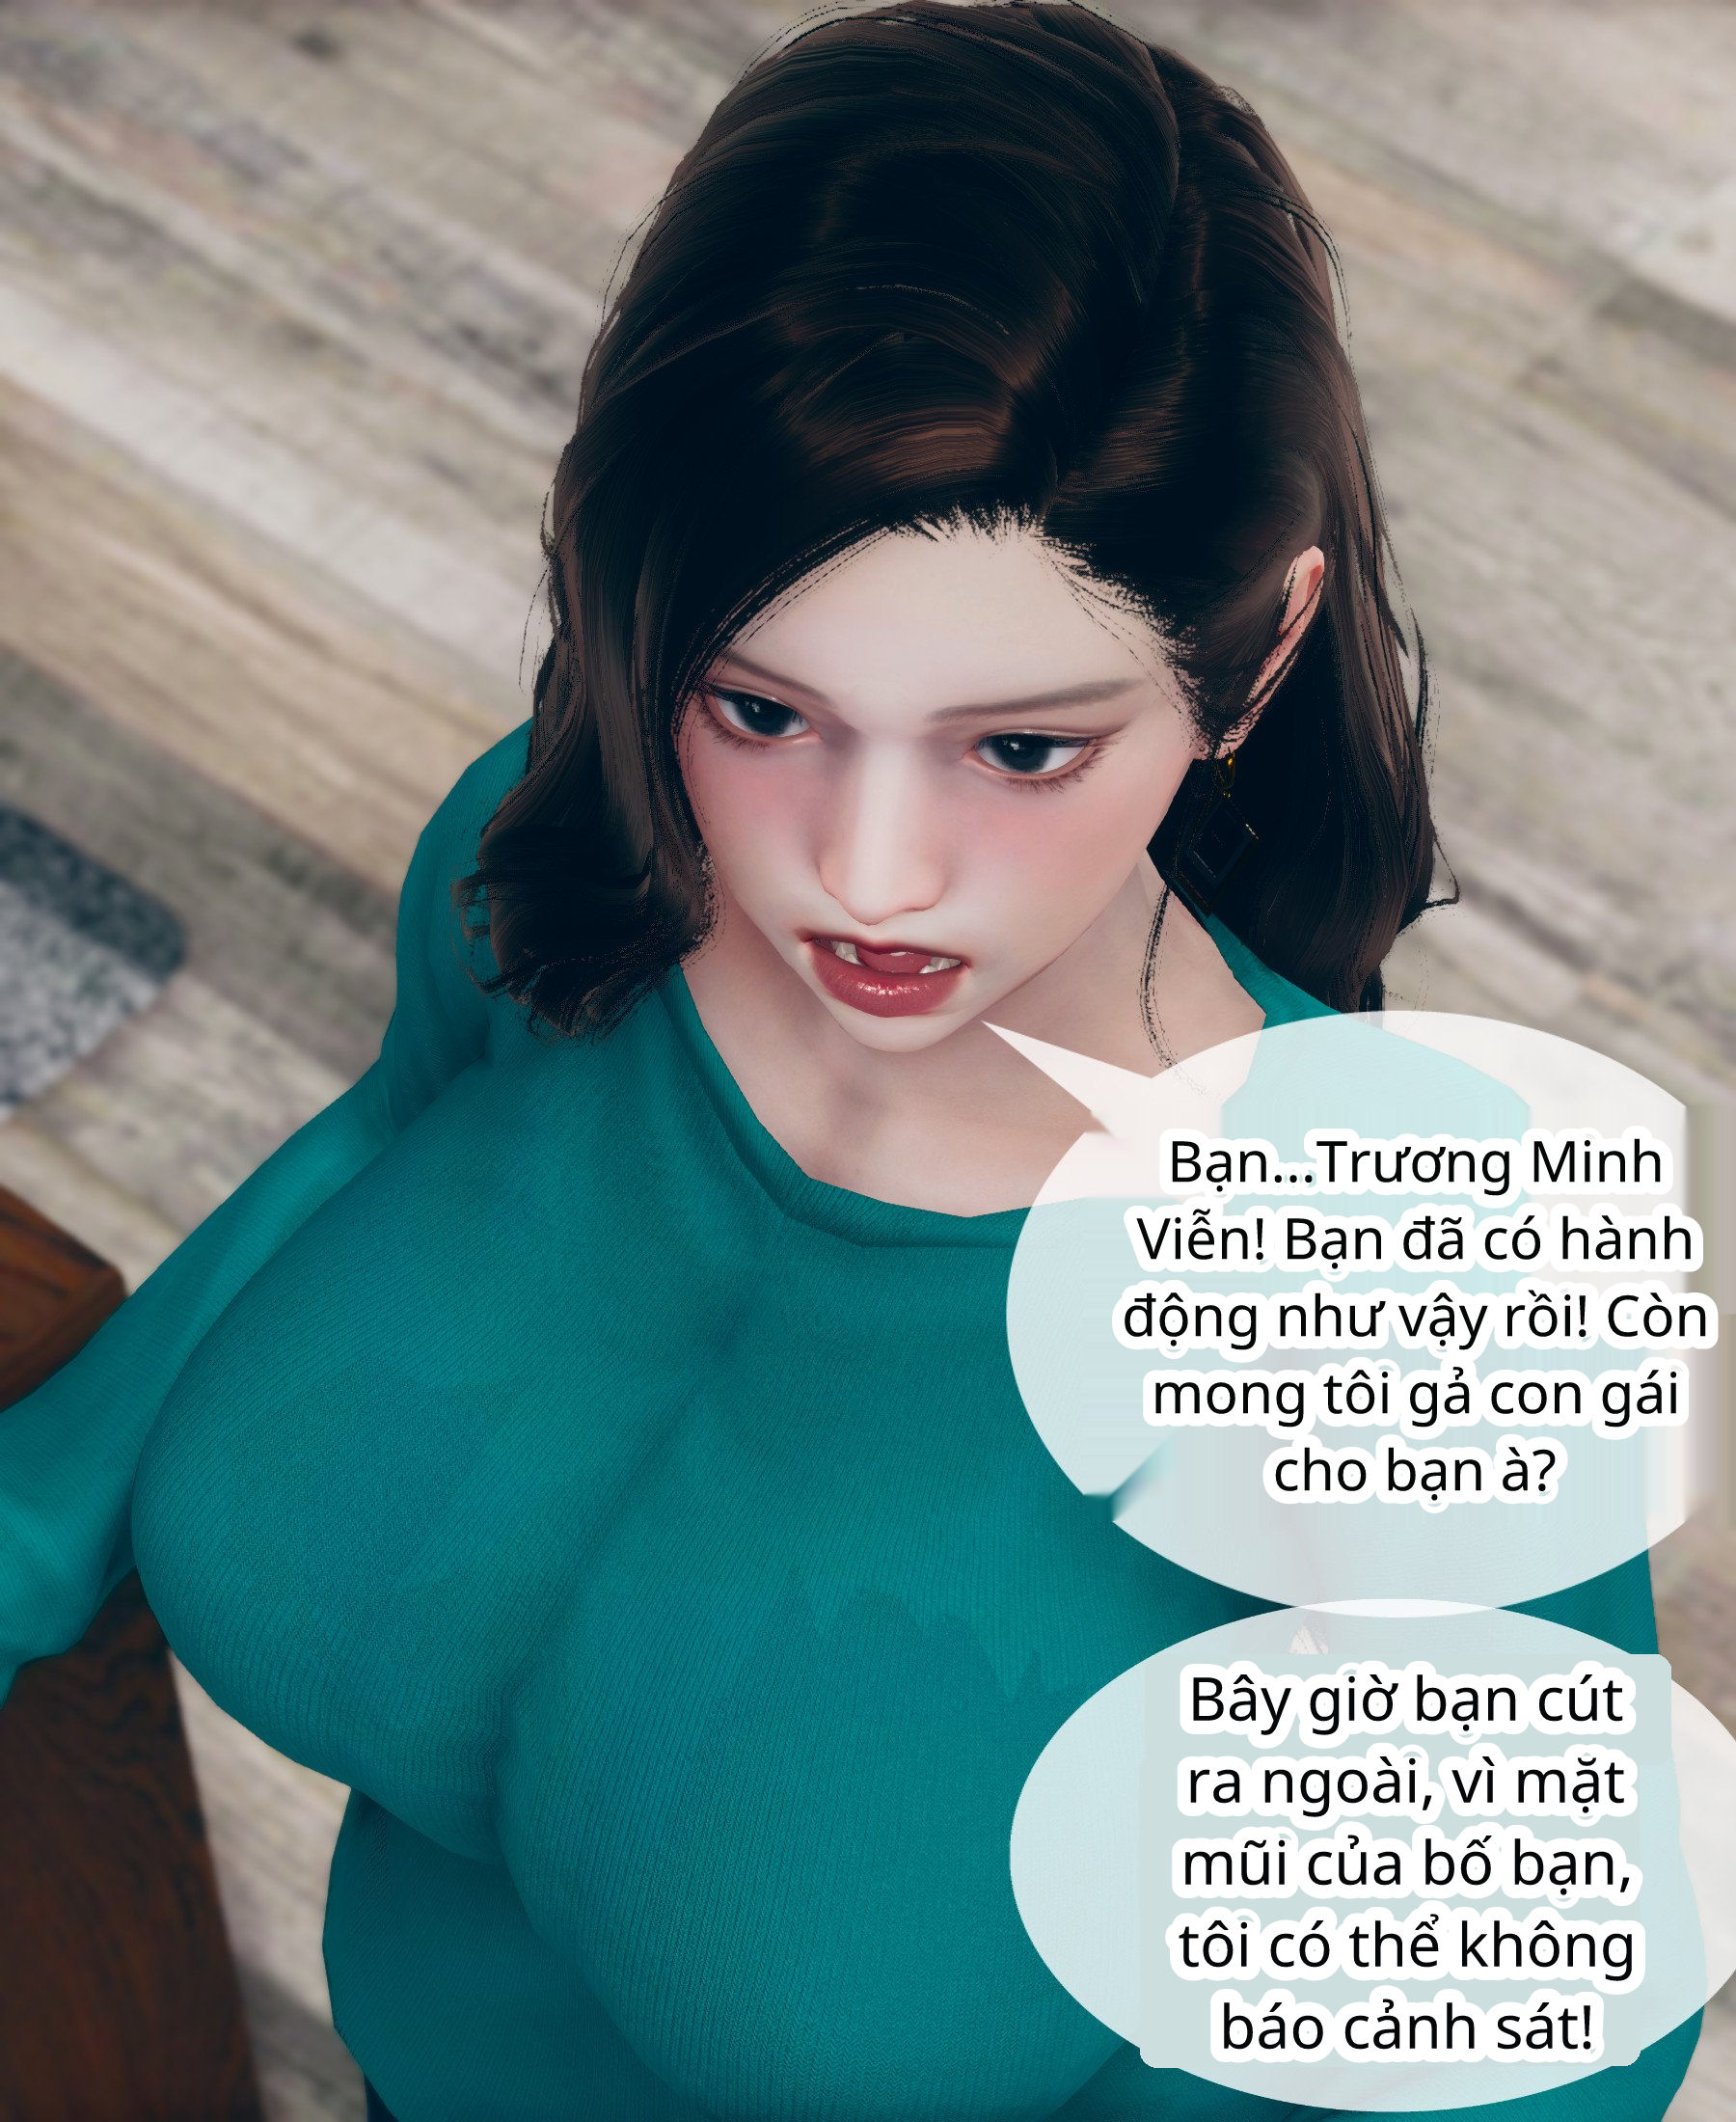 Bạn...Trương Minh
Viễn! Bạn đã có hành
động như vậy rồi! Còn
mong tôi gả con gái
cho bạn à?
Bây giờ bạn cút
ra ngoài, vì mặt
mũi của bố bạn,
tôi có thể không
báo cảnh sát!